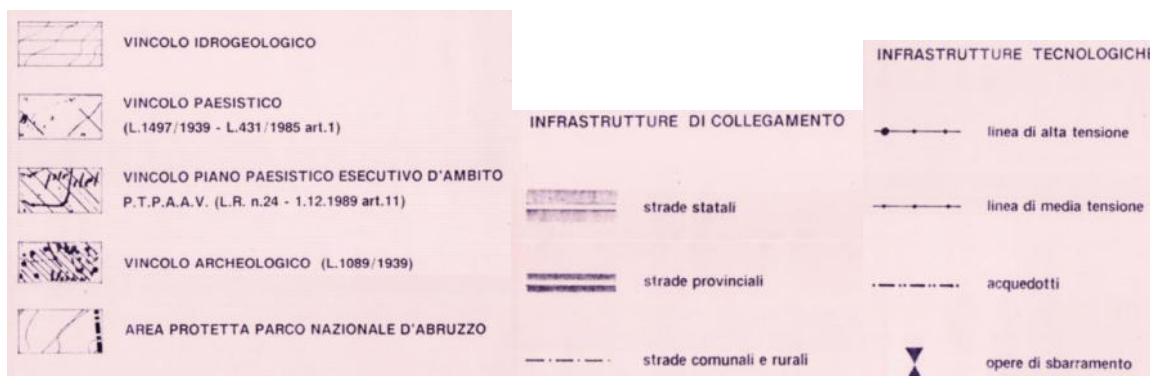 VINCOLO IDROGEOLOGICO
VINCOLO PAESISTICO
(L.1497/1939 - L.431/1985 art.1)
VINCOLO PIANO PAESISTICO ESECUTIVO D'AMBITO
P.T.P.A.A.V. (L.R. n.24 - 1.12.1989 art.11)
VINCOLO ARCHEOLOGICO (L.1089/1939)
AREA PROTETTA PARCO NAZIONALE D'ABRUZZO
INFRASTRUTTURE DI COLLEGAMENTO
strade statali
strade provinciali
strade comunali e rurali
INFRASTRUTTURE TECNOLOGICHE
linea di alta tensione
linea di media tensione
acquedotti
opere di sbarramento